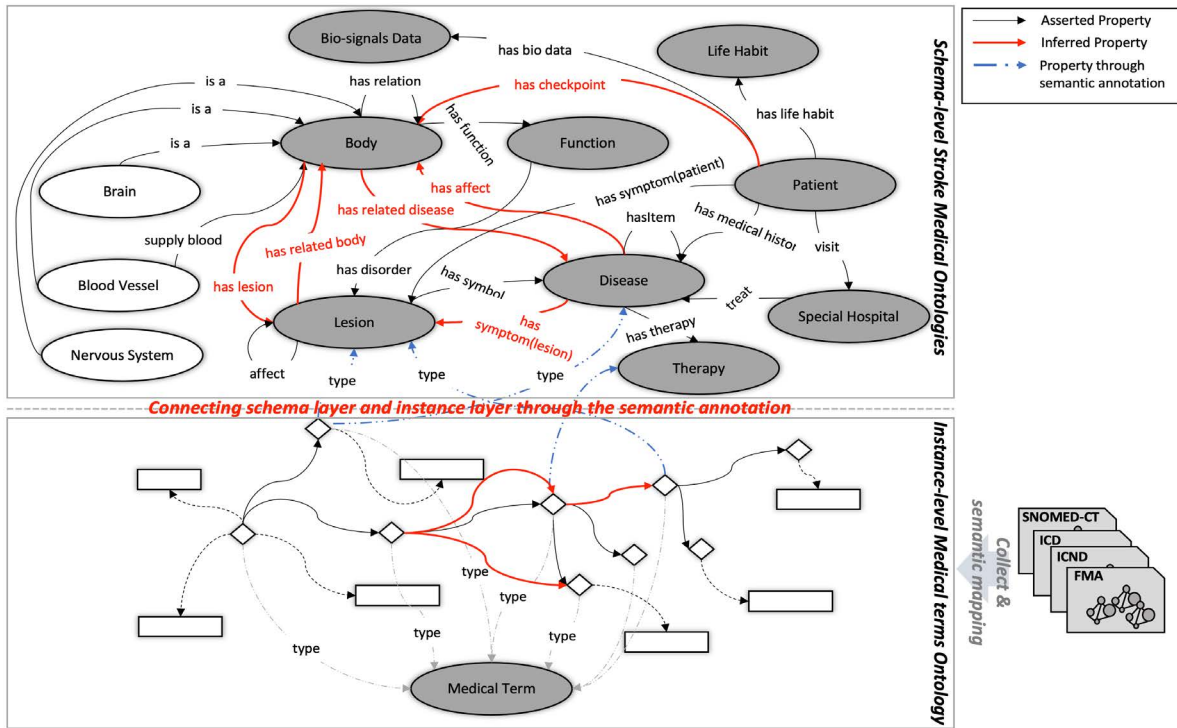 Asserted Property
Inferred Property
Property through
semantic annotation
Schema-level Stroke Medical Ontologies
Bio-signals Data
has bio data
Life Habit
is a
has relation
has checkpoint
is a
has life habit
is a
Body
has function
Function
Brain
has symptom(patient)
Patient
has affect
has related disease
hasItem
has medical histor
supply blood
has related body
visit
Blood Vessel
has lesion
has disorder
has symbol
Disease
treat
Lesion
has
symptom(lesion)
has therapy
Special Hospital
Nervous System
affect
type
type
type
Therapy
Connecting schema layer and instance layer through the semantic annotation
Instance-level Medical terms Ontology
SNOMED-CT
ICD
ICND
FMA
Collect &
semantic mapping
type
type
type
type
type
Medical Term